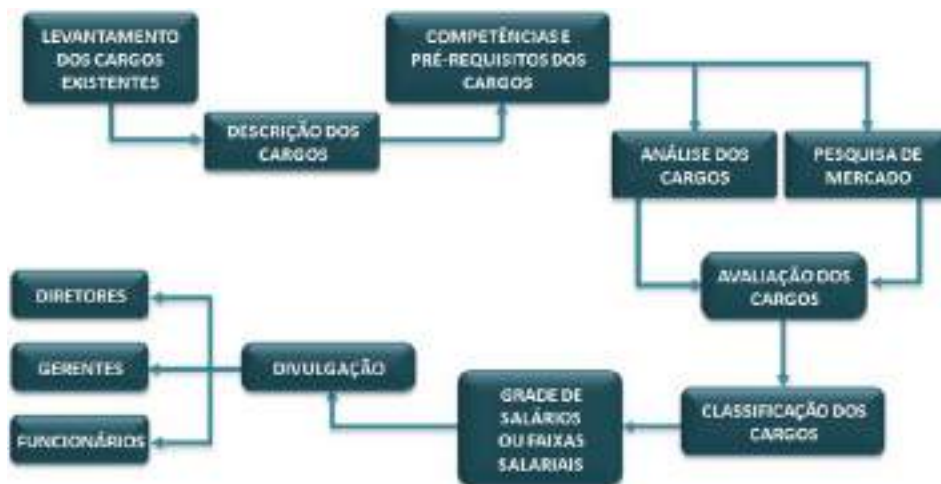 LEVANTAMENTO
DOS CARGOS
EXISTENTES
DESCRIÇÃO DOS
CARGOS
COMPETÊNCIAS E
PRÉ-REQUISITOS DOS
CARGOS
ANÁLISE DOS
CARGOS
PESQUISA DE
MERCADO
AVALIAÇÃO DOS
CARGOS
CLASSIFICAÇÃO DOS
CARGOS
GRADE DE
SALÁRIOS
OU FAIXAS
SALARIAIS
DIVULGAÇÃO
DIRETORES
GERENTES
FUNCIONÁRIOS